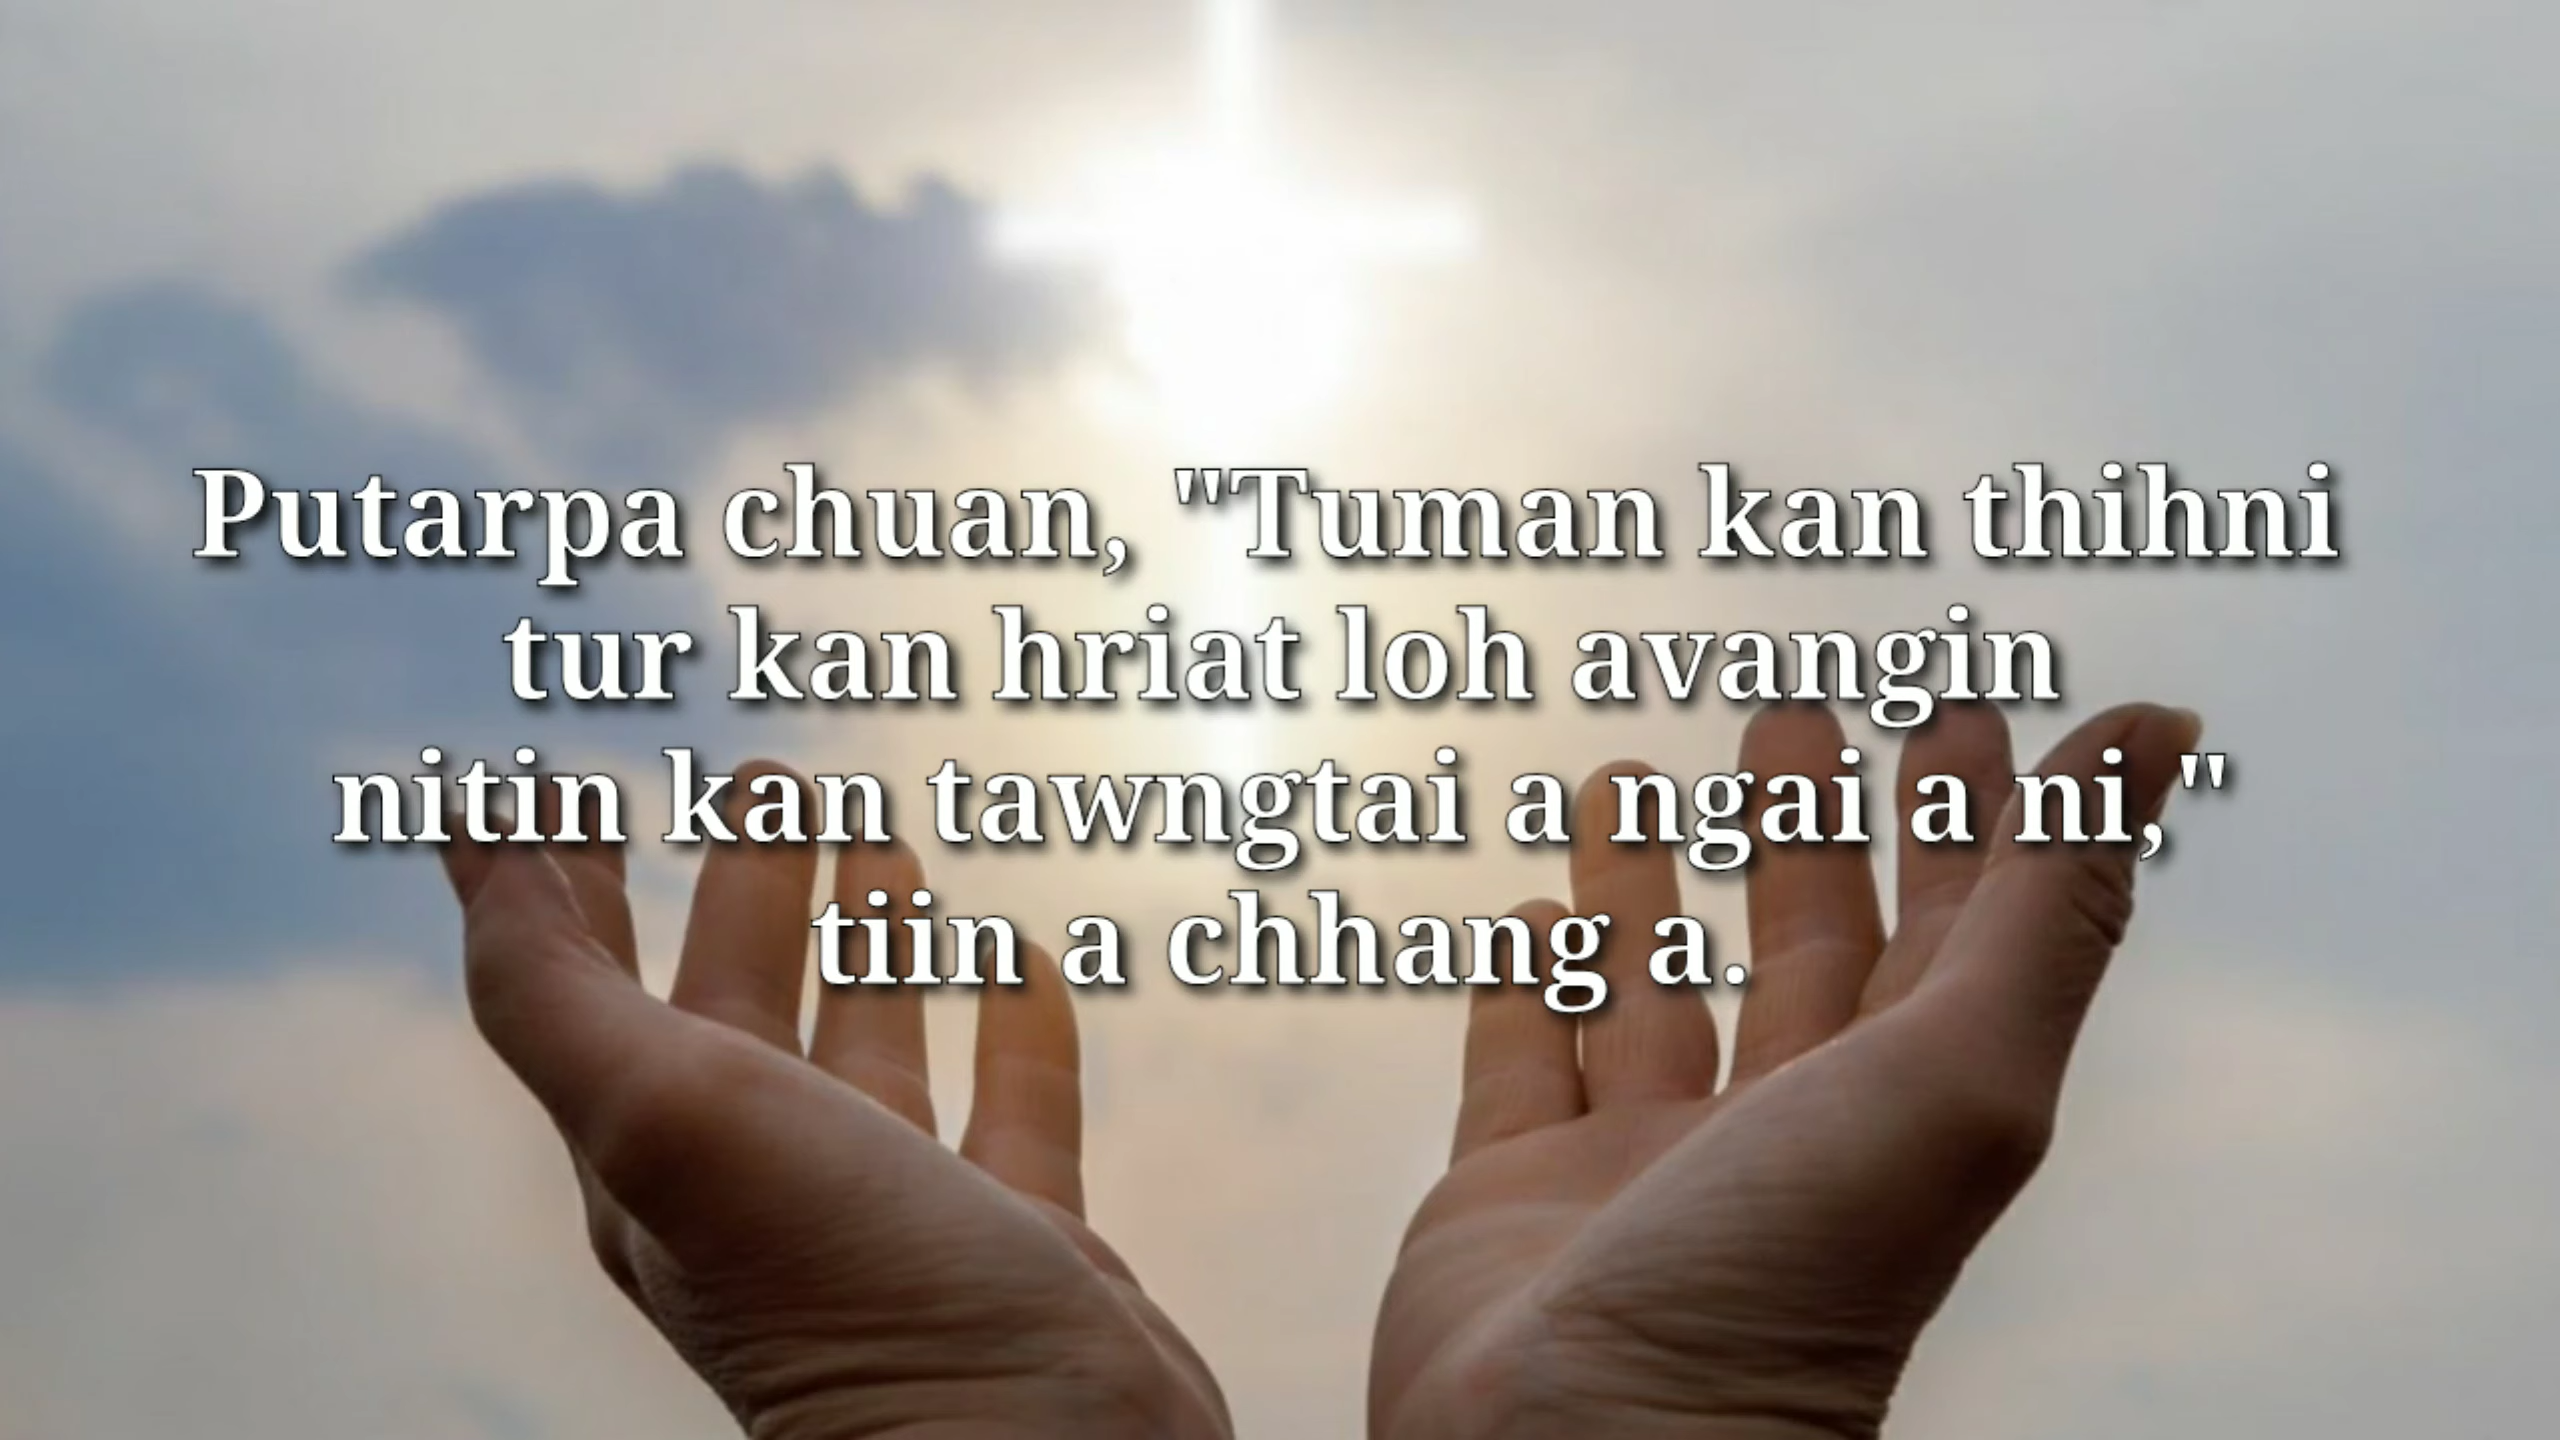 Putarpa chuan, "Tuman kan thihni
tur kan hriat loh avangin
nitin kan tawngtai a ngai a ni,"
tiin a chhang a.